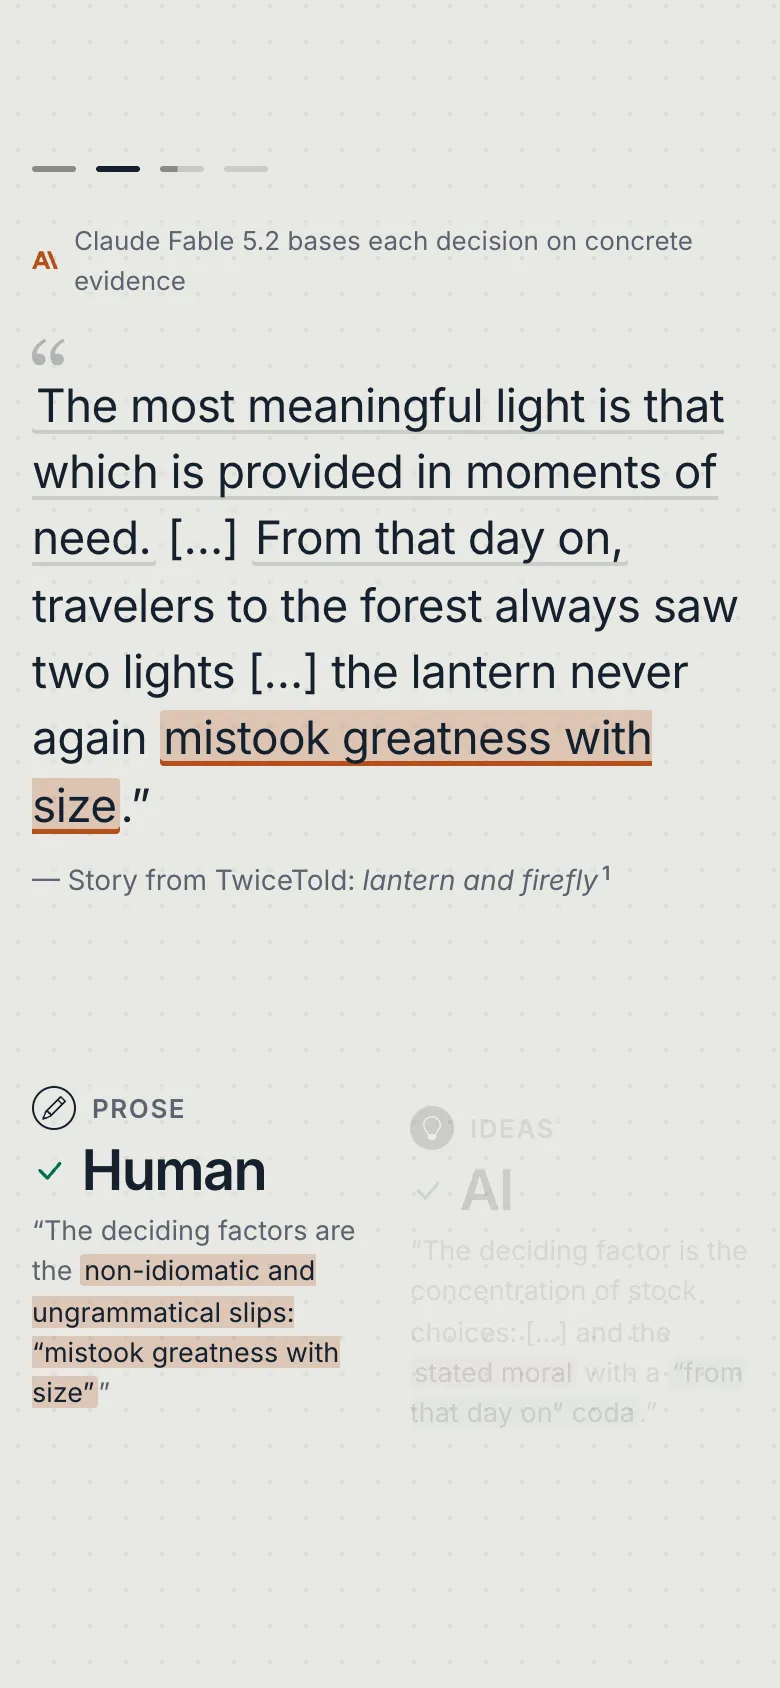 Claude Fable 5.2 bases each decision on concrete
evidence
“
The most meaningful light is that
which is provided in moments of
need. [...] From that day on,
travelers to the forest always saw
two lights [...] the lantern never
again mistook greatness with
size.”
— Story from TwiceTold: lantern and firefly¹
PROSE
Human
“The deciding factors are
the non-idiomatic and
ungrammatical slips:
“mistook greatness with
size””
IDEAS
AI
“The deciding factor is the
concentration of stock
choices: [...] and the
stated moral with a “from
that day on” coda.”